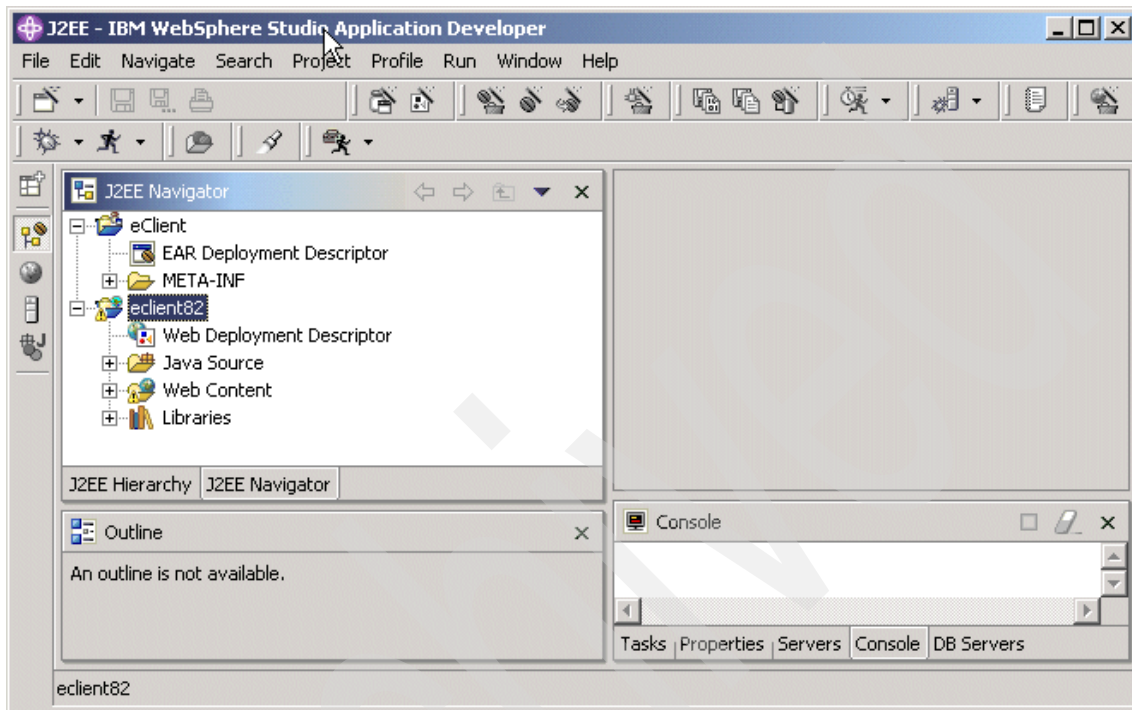 J2EE - IBM WebSphere Studio Application Developer
File Edit Navigate Search Project Profile Run Window Help
J2EE Navigator
eClient
EAR Deployment Descriptor
META-INF
eclient82
Web Deployment Descriptor
Java Source
Web Content
Libraries
J2EE Hierarchy J2EE Navigator
Outline
An outline is not available.
Console
Tasks Properties Servers Console DB Servers
eclient82